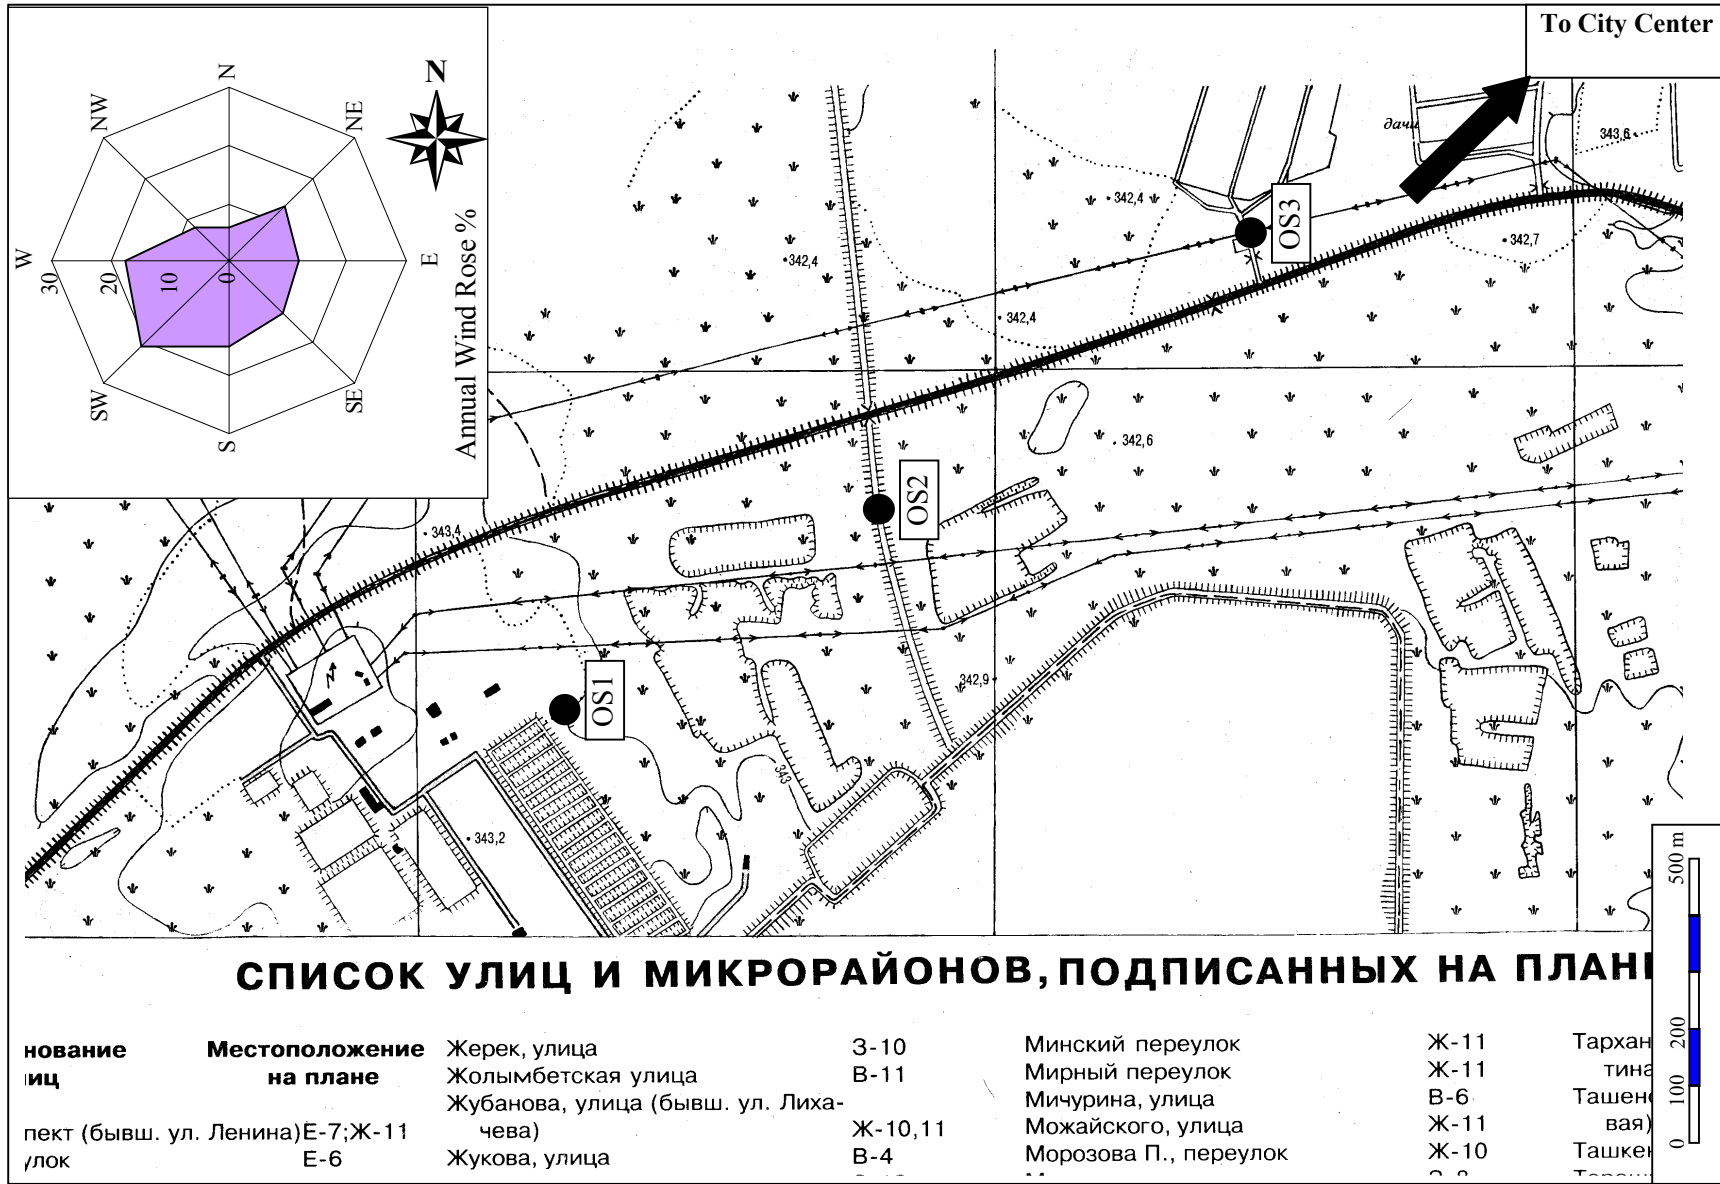 To City Center
N
N
NE
E
SE
S
SW
W
NW
30
20
10
0
Annual Wind Rose %
дачи
343,6
342,4
342,7
342,4
342,4
342,6
343,4
342,9
343
343,2
OS3
OS2
OS1
500 m
200
100
0
СПИСОК УЛИЦ И МИКРОРАЙОНОВ, ПОДПИСАННЫХ НА ПЛАН
нование
иц
Местоположение
на плане
пект (бывш. ул. Ленина) Е-7;Ж-11
улок Е-6
Жерек, улица З-10
Жолымбетская улица В-11
Жубанова, улица (бывш. ул. Лиха-
чева) Ж-10,11
Жукова, улица В-4
Минский переулок Ж-11
Мирный переулок Ж-11
Мичурина, улица В-6
Можайского, улица Ж-11
Морозова П., переулок Ж-10
Тархан
тина
Ташен
вая)
Ташке